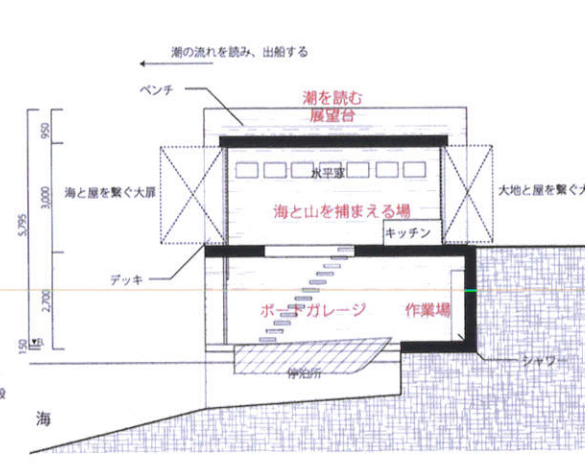 潮の流れを読み、出船する
ベンチ
潮を読む
展望台
950
水平窓
海と屋を繋ぐ大扉
3,000
大地と屋を繋ぐ大
海と山を捕まえる場
5,795
キッチン
デッキ
2,700
ボートガレージ
作業場
150
シャワー
停泊所
海